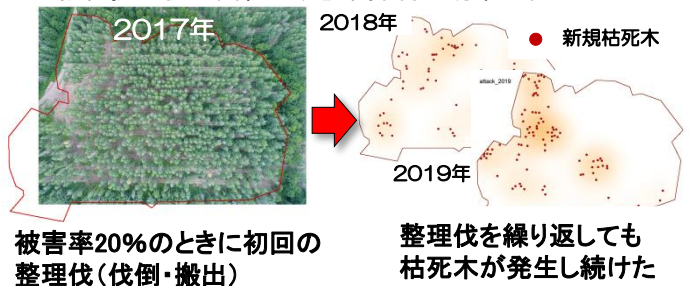 2017年
2018年
新規枯死木
attack_2019
2019年
被害率20%のときに初回の
整理伐(伐倒・搬出)
整理伐を繰り返しても
枯死木が発生し続けた